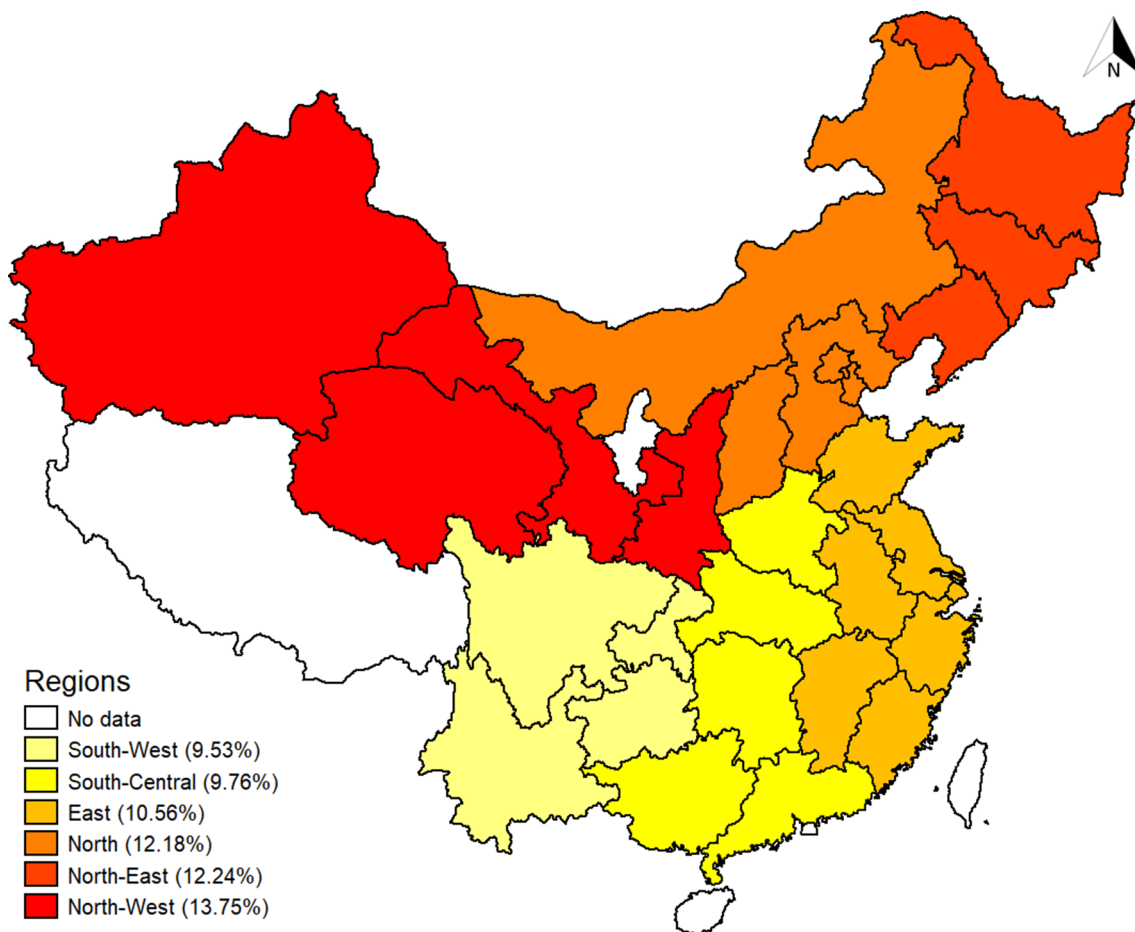 N
Regions
No data
South-West (9.53%)
South-Central (9.76%)
East (10.56%)
North (12.18%)
North-East (12.24%)
North-West (13.75%)